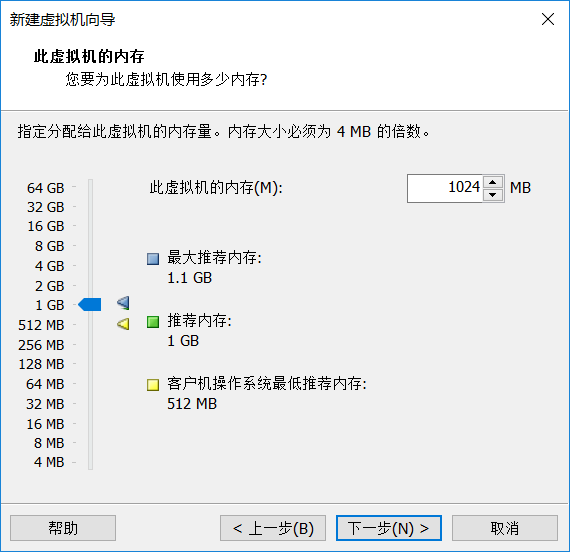 新建虚拟机向导
此虚拟机的内存
您要为此虚拟机使用多少内存?
指定分配给此虚拟机的内存量。内存大小必须为 4 MB 的倍数。
64 GB
32 GB
16 GB
8 GB
4 GB
2 GB
1 GB
512 MB
256 MB
128 MB
64 MB
32 MB
16 MB
8 MB
4 MB
此虚拟机的内存(M): 1024 MB
最大推荐内存:
1.1 GB
推荐内存:
1 GB
客户机操作系统最低推荐内存:
512 MB
帮助 < 上一步(B) 下一步(N) > 取消